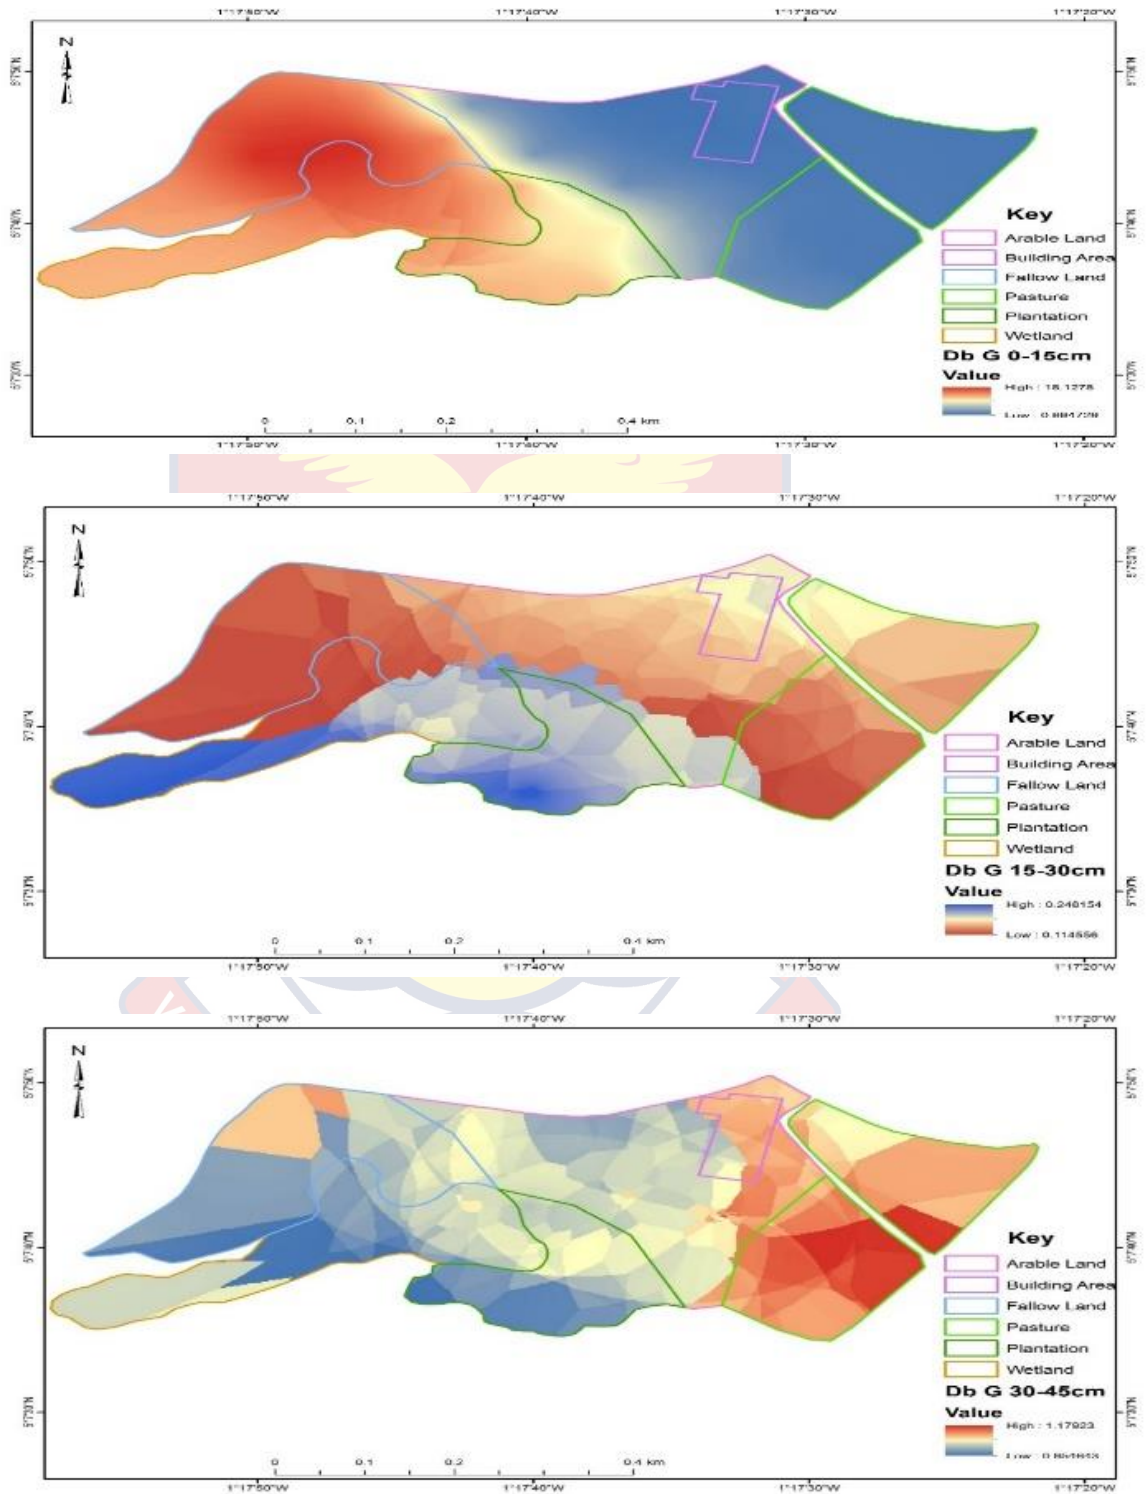 1°17'50"W 1°17'40"W 1°17'30"W 1°17'20"W
N
Key
Arable Land
Building Area
Fallow Land
Pasture
Plantation
Wetland
Db G 0-15cm
Value
High : 18.1278
0 0.1 0.2 0.4 km
1°17'50"W 1°17'40"W 1°17'30"W 1°17'20"W
1°17'50"W 1°17'40"W 1°17'30"W 1°17'20"W
N
Key
Arable Land
Building Area
Fallow Land
Pasture
Plantation
Wetland
Db G 15-30cm
Value
High : 0.248154
Low : 0.114556
0 0.1 0.2 0.4 km
1°17'50"W 1°17'40"W 1°17'30"W 1°17'20"W
1°17'50"W 1°17'40"W 1°17'30"W 1°17'20"W
N
Key
Arable Land
Building Area
Fallow Land
Pasture
Plantation
Wetland
Db G 30-45cm
Value
High : 1.17923
0 0.1 0.2 0.4 km
1°17'50"W 1°17'40"W 1°17'30"W 1°17'20"W